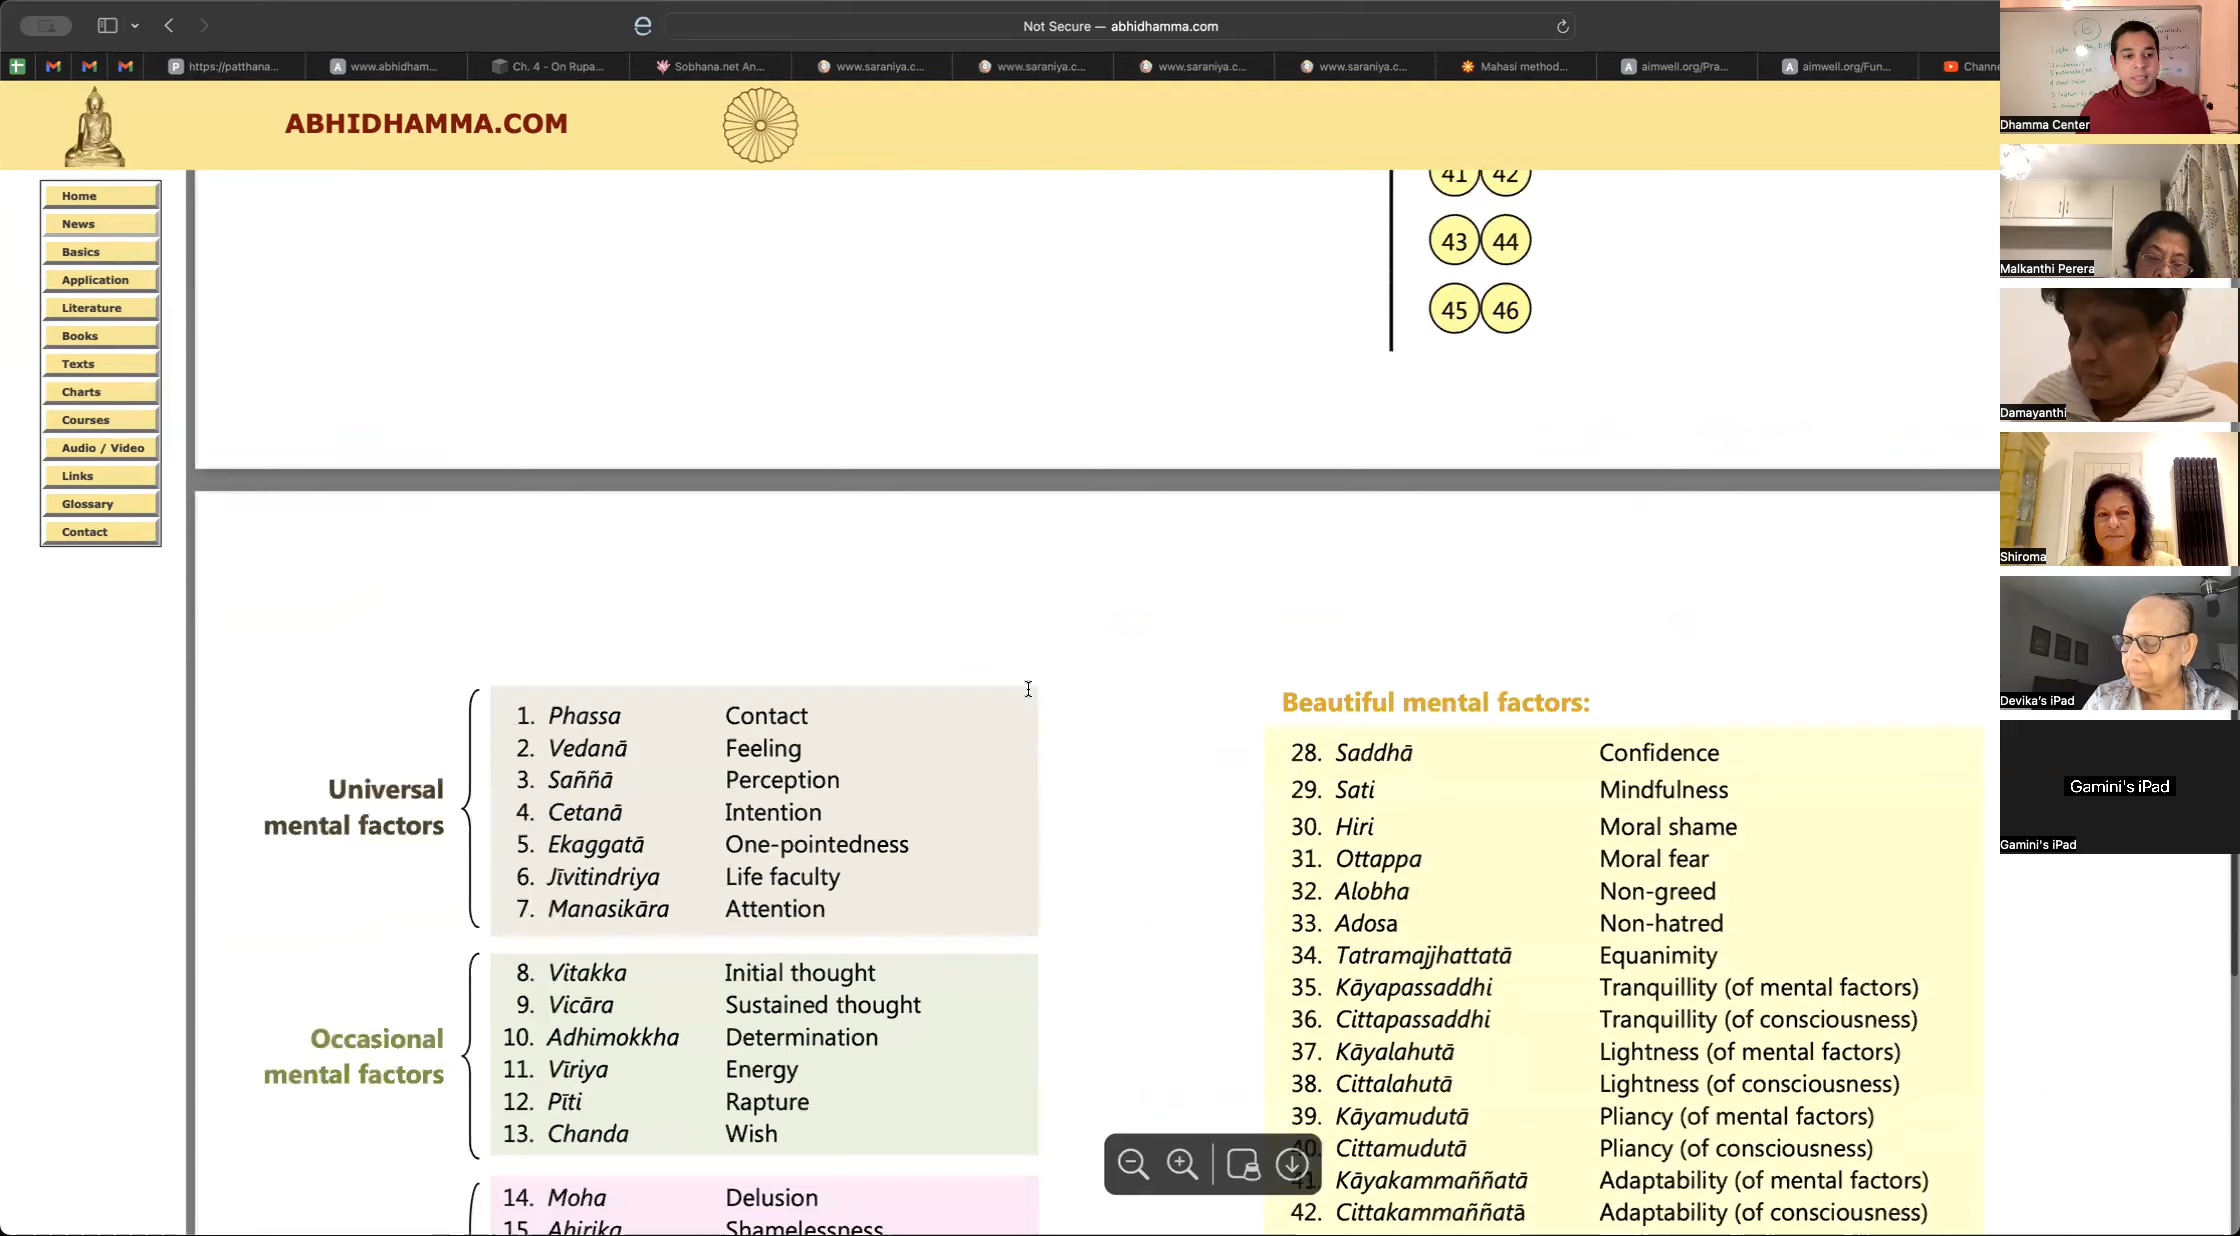 Not Secure — abhidhamma.com
https://patthana...
www.abhidham...
Ch. 4 - On Rupa...
Sobhana.net An...
www.saraniya.c...
www.saraniya.c...
www.saraniya.c...
www.saraniya.c...
Mahasi method...
aimwell.org/Pra...
aimwell.org/Fun...
Channe
ABHIDHAMMA.COM
Home
News
Basics
Application
Literature
Books
Texts
Charts
Courses
Audio / Video
Links
Glossary
Contact
41 42
43 44
45 46
Universal
mental factors
1. Phassa Contact
2. Vedanā Feeling
3. Saññā Perception
4. Cetanā Intention
5. Ekaggatā One-pointedness
6. Jīvitindriya Life faculty
7. Manasikāra Attention
Occasional
mental factors
8. Vitakka Initial thought
9. Vicāra Sustained thought
10. Adhimokkha Determination
11. Vīriya Energy
12. Pīti Rapture
13. Chanda Wish
14. Moha Delusion
15. Ahirika Shamelessness
Beautiful mental factors:
28. Saddhā Confidence
29. Sati Mindfulness
30. Hiri Moral shame
31. Ottappa Moral fear
32. Alobha Non-greed
33. Adosa Non-hatred
34. Tatramajjhattatā Equanimity
35. Kāyapassaddhi Tranquillity (of mental factors)
36. Cittapassaddhi Tranquillity (of consciousness)
37. Kāyalahutā Lightness (of mental factors)
38. Cittalahutā Lightness (of consciousness)
39. Kāyamudutā Pliancy (of mental factors)
40. Cittamudutā Pliancy (of consciousness)
41. Kāyakammaññatā Adaptability (of mental factors)
42. Cittakammaññatā Adaptability (of consciousness)
Dhamma Center
Malkanthi Perera
Damayanthi
Shiroma
Devika's iPad
Gamini's iPad
Gamini's iPad